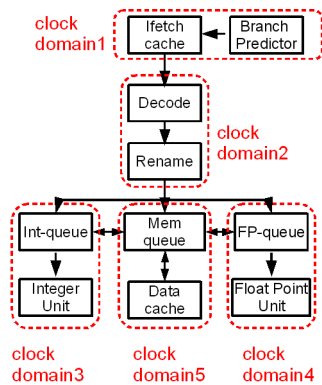 clock
domain1
Ifetch
cache
Branch
Predictor
Decode
Rename
clock
domain2
Int-queue
Mem
queue
FP-queue
Integer
Unit
Data
cache
Float Point
Unit
clock
domain3
clock
domain5
clock
domain4